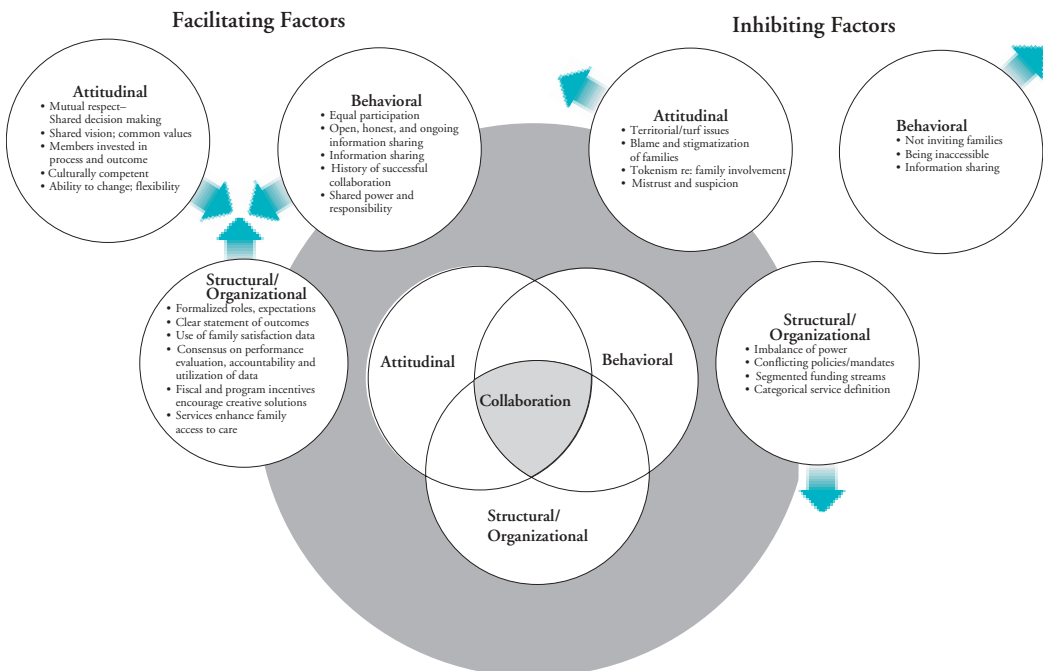 Facilitating Factors
Attitudinal
• Mutual respect–
Shared decision making
• Shared vision; common values
• Members invested in
process and outcome
• Culturally competent
• Ability to change; flexibility
Behavioral
• Equal participation
• Open, honest, and ongoing
information sharing
• Information sharing
• History of successful
collaboration
• Shared power and
responsibility
Structural/
Organizational
• Formalized roles, expectations
• Clear statement of outcomes
• Use of family satisfaction data
• Consensus on performance
evaluation, accountability and
utilization of data
• Fiscal and program incentives
encourage creative solutions
• Services enhance family
access to care
Inhibiting Factors
Attitudinal
• Territorial/turf issues
• Blame and stigmatization
of families
• Tokenism re: family involvement
• Mistrust and suspicion
Behavioral
• Not inviting families
• Being inaccessible
• Information sharing
Structural/
Organizational
• Imbalance of power
• Conflicting policies/mandates
• Segmented funding streams
• Categorical service definition
Attitudinal
Behavioral
Collaboration
Structural/
Organizational